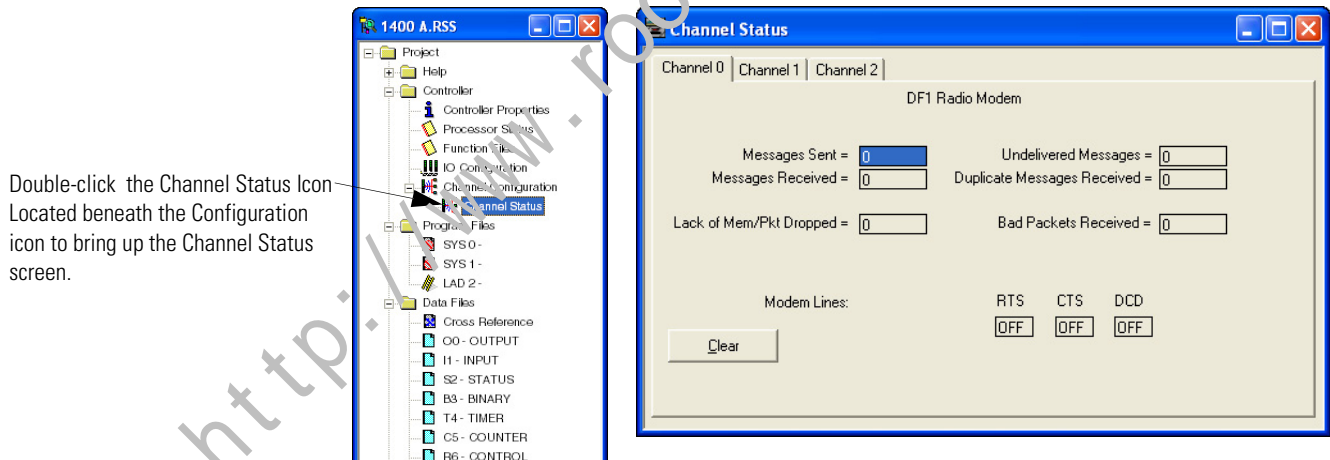 Double-click the Channel Status Icon
Located beneath the Configuration
icon to bring up the Channel Status
screen.
1400 A.RSS
Project
Help
Controller
Controller Properties
Processor Status
Function Files
IO Configuration
Channel Configuration
Channel Status
Program Files
SYS 0 -
SYS 1 -
LAD 2 -
Data Files
Cross Reference
O0 - OUTPUT
I1 - INPUT
S2 - STATUS
B3 - BINARY
T4 - TIMER
C5 - COUNTER
R6 - CONTROL
Channel Status
Channel 0 Channel 1 Channel 2
DF1 Radio Modem
Messages Sent = 0 Undelivered Messages = 0
Messages Received = 0 Duplicate Messages Received = 0
Lack of Mem/Pkt Dropped = 0 Bad Packets Received = 0
Modem Lines: RTS CTS DCD
OFF OFF OFF
Clear
http://www.roo